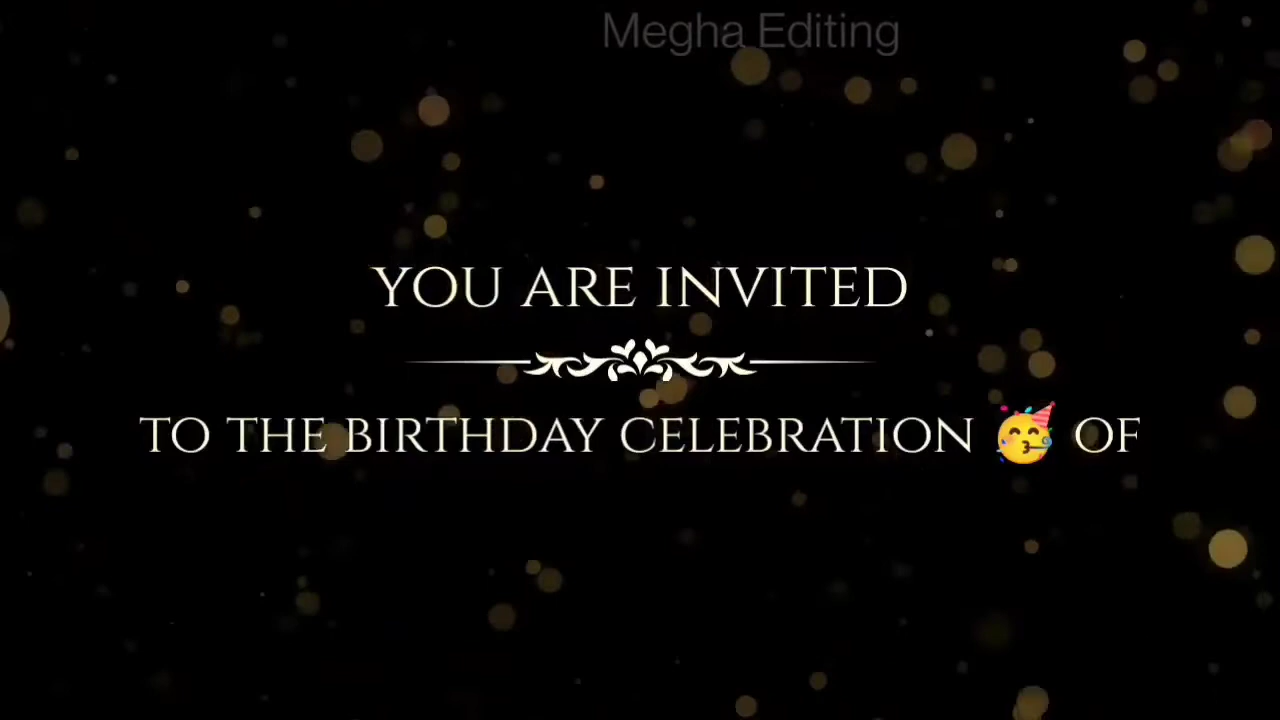 Megha Editing
YOU ARE INVITED
TO THE BIRTHDAY CELEBRATION 🥳 OF